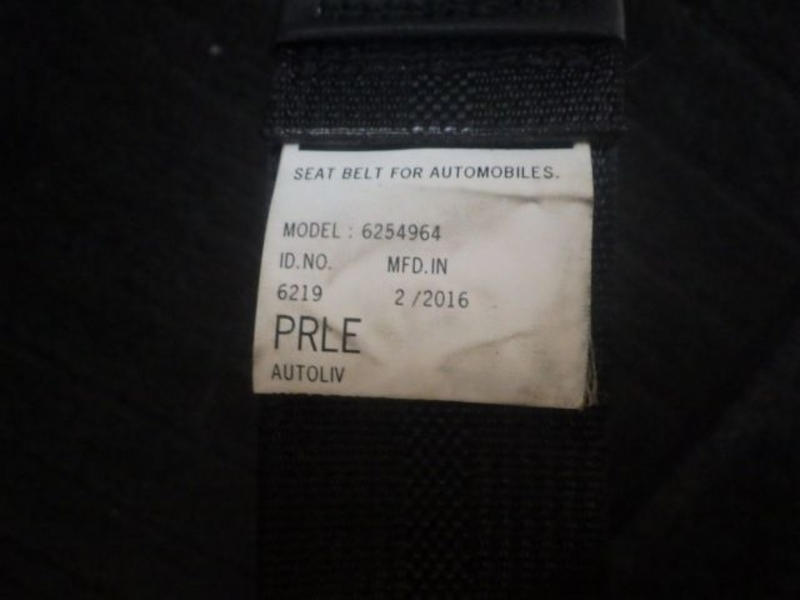 SEAT BELT FOR AUTOMOBILES.
MODEL : 6254964
ID.NO. MFD.IN
6219 2 /2016
PRLE
AUTOLIV